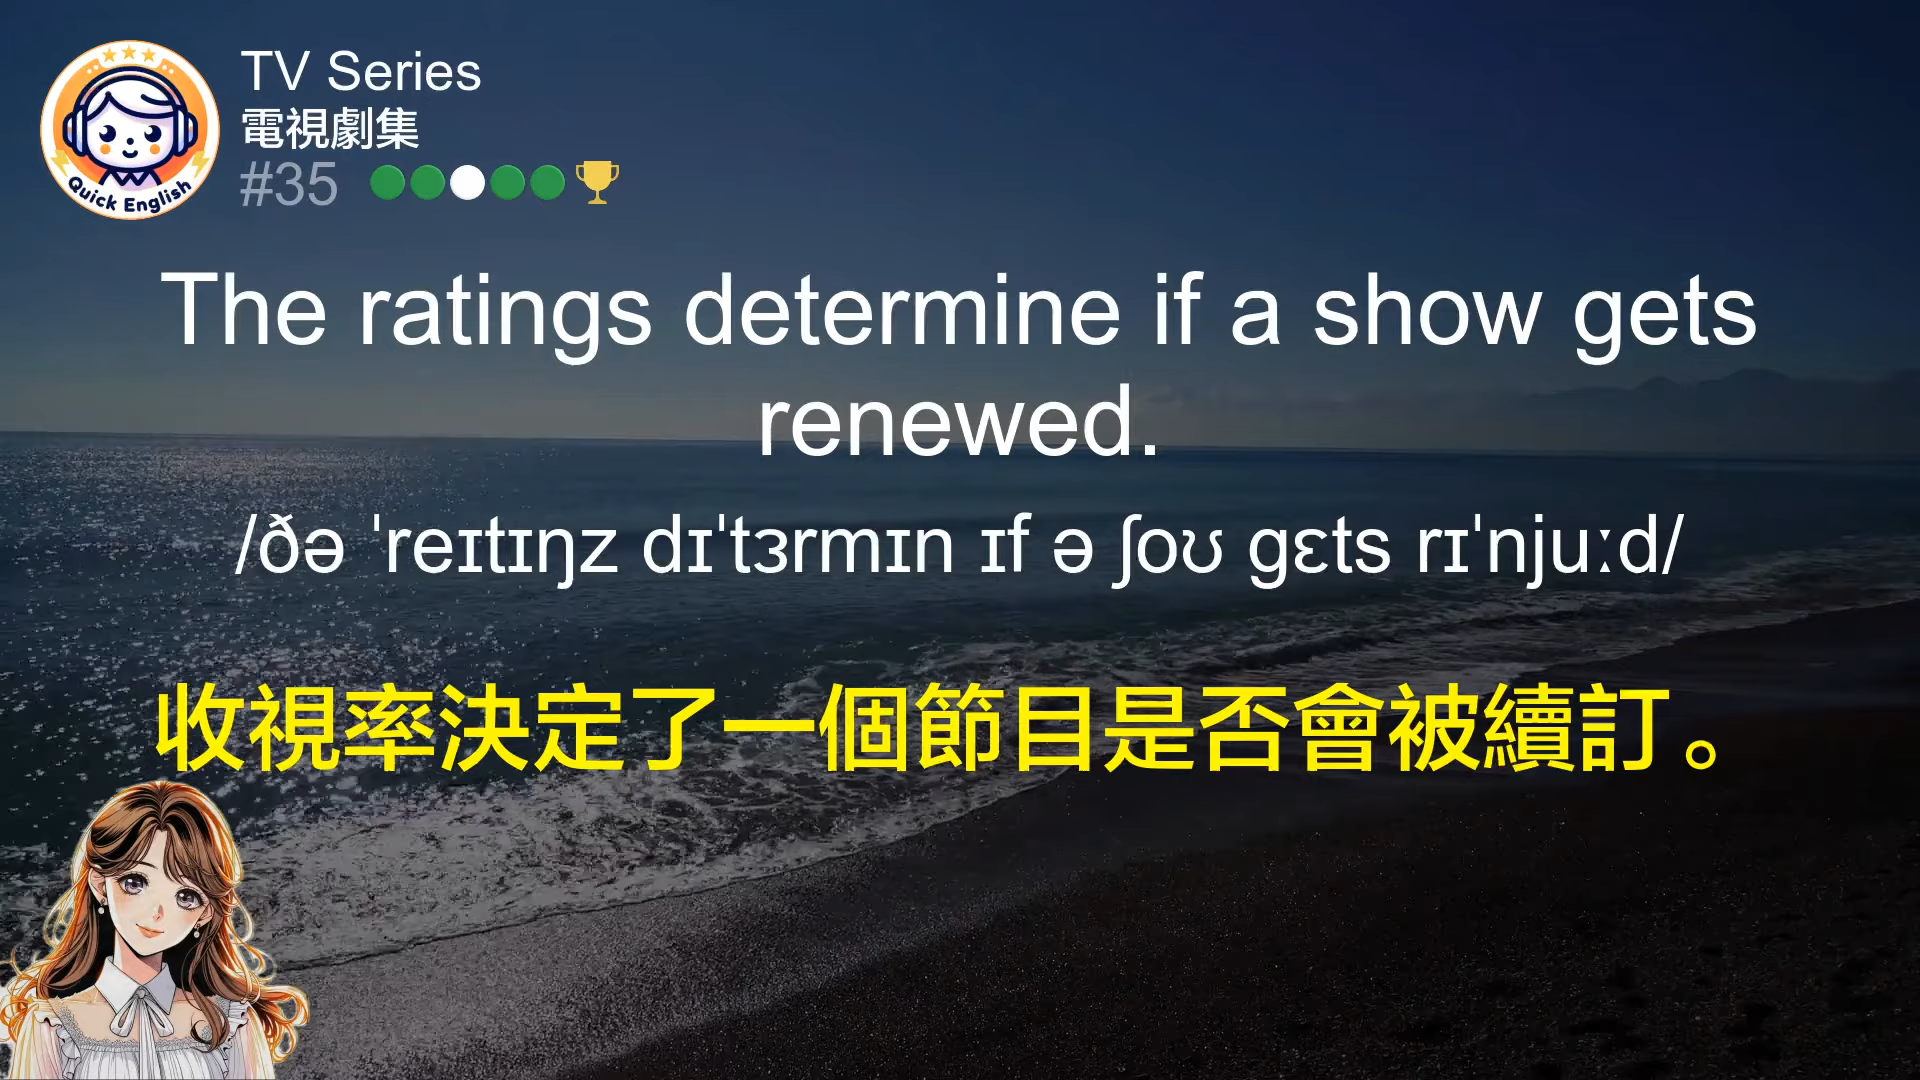 Quick English
TV Series
電視劇集
#35
The ratings determine if a show gets
renewed.
/ðə ˈreɪtɪŋz dɪˈtɜrmɪn ɪf ə ʃoʊ gɛts rɪˈnjuːd/
收視率決定了一個節目是否會被續訂。